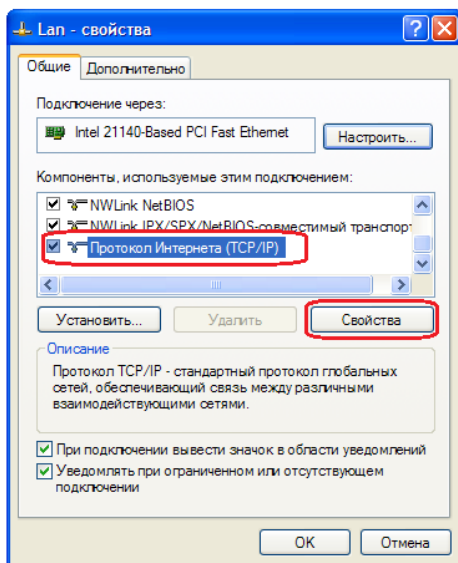 Lan - свойства
Общие Дополнительно
Подключение через:
Intel 21140-Based PCI Fast Ethernet
Настроить...
Компоненты, используемые этим подключением:
NWLink NetBIOS
NWLink IPX/SPX/NetBIOS-совместимый транспорт
Протокол Интернета (TCP/IP)
Установить... Удалить Свойства
Описание
Протокол TCP/IP - стандартный протокол глобальных
сетей, обеспечивающий связь между различными
взаимодействующими сетями.
При подключении вывести значок в области уведомлений
Уведомлять при ограниченном или отсутствующем
подключении
OK Отмена